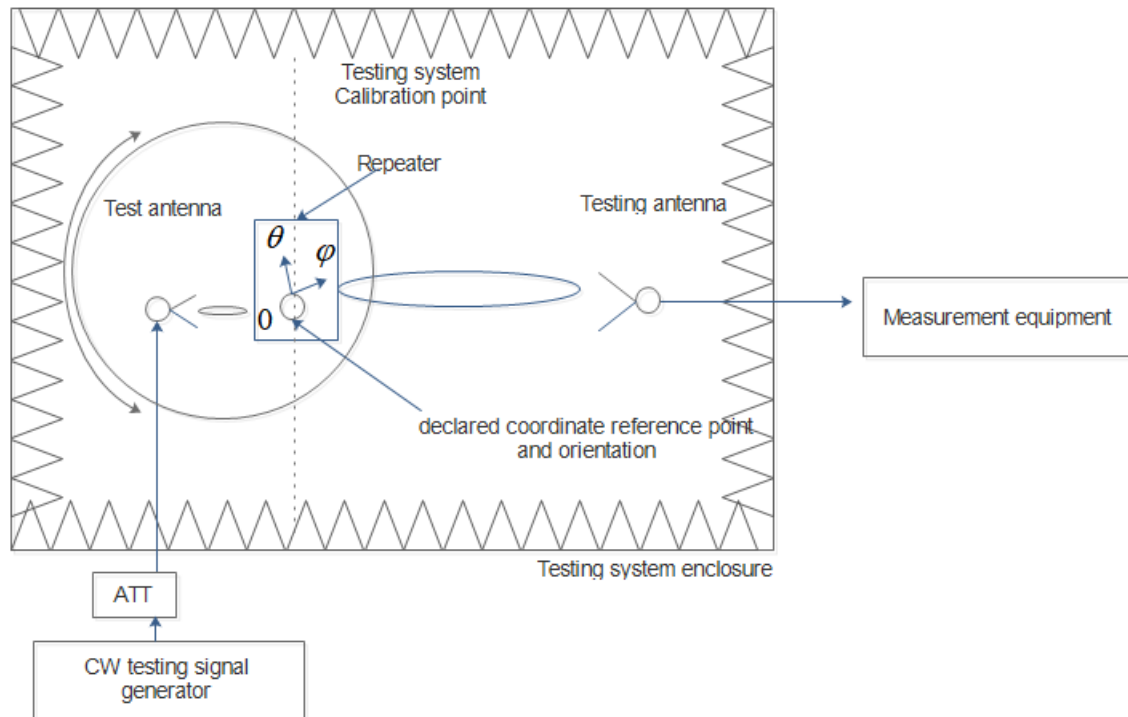 Testing system
Calibration point
Repeater
Test antenna
Testing antenna
θ
φ
0
Measurement equipment
declared coordinate reference point
and orientation
Testing system enclosure
ATT
CW testing signal
generator